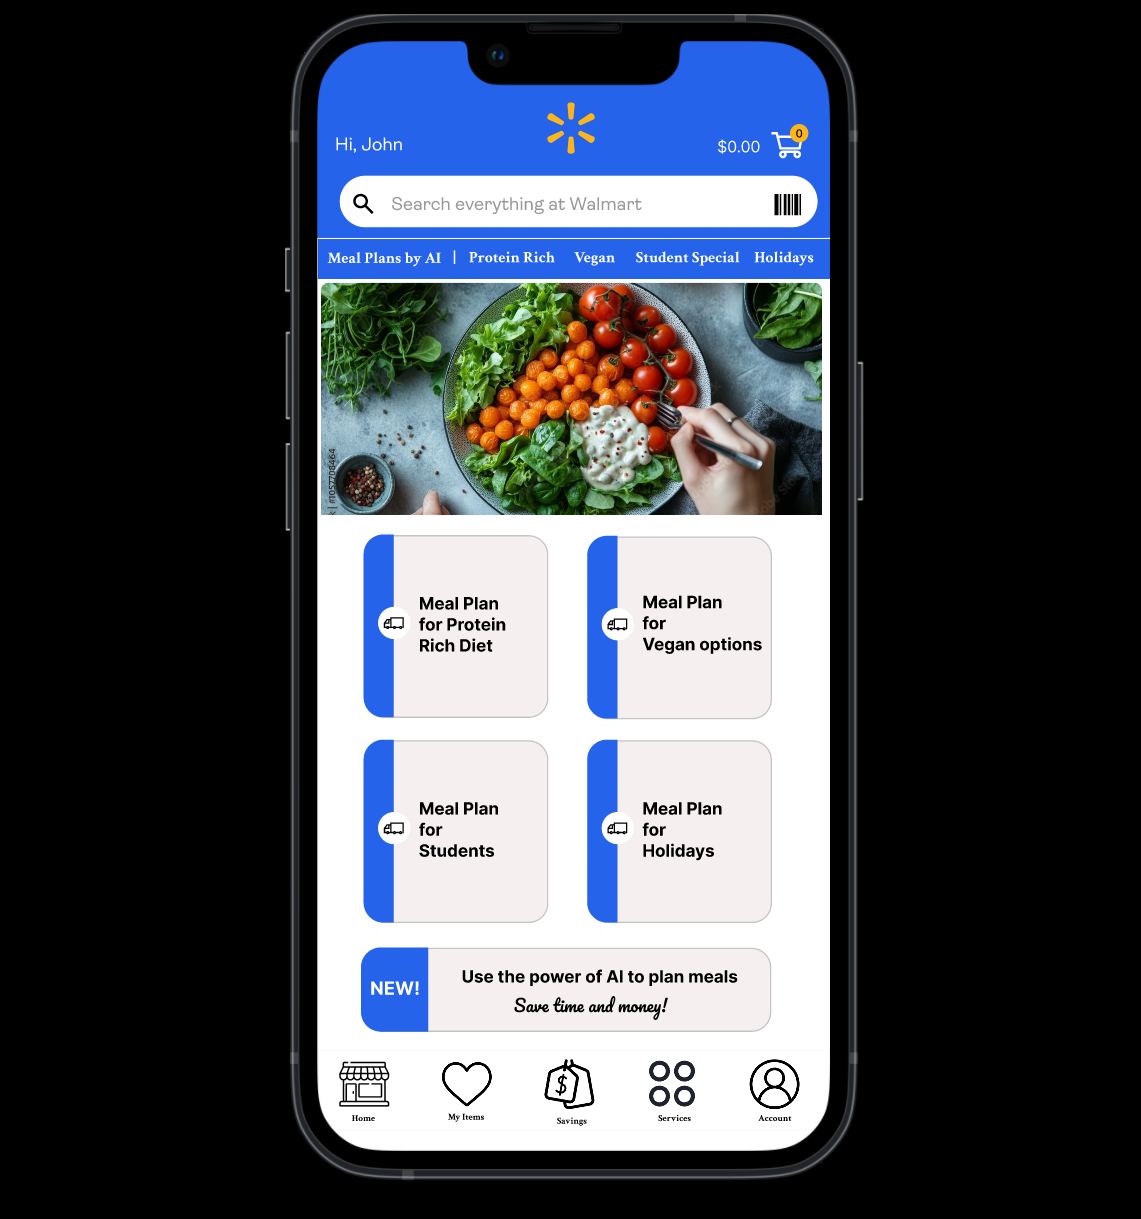 Hi, John
$0.00
0
Search everything at Walmart
Meal Plans by AI | Protein Rich Vegan Student Special Holidays
| #1057708464
Meal Plan
for Protein
Rich Diet
Meal Plan
for
Vegan options
Meal Plan
for
Students
Meal Plan
for
Holidays
NEW!
Use the power of AI to plan meals
Save time and money!
$
Home
My Items
Savings
Services
Account